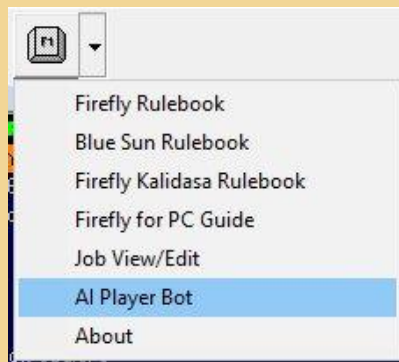 F1
Firefly Rulebook
Blue Sun Rulebook
Firefly Kalidasa Rulebook
Firefly for PC Guide
Job View/Edit
AI Player Bot
About